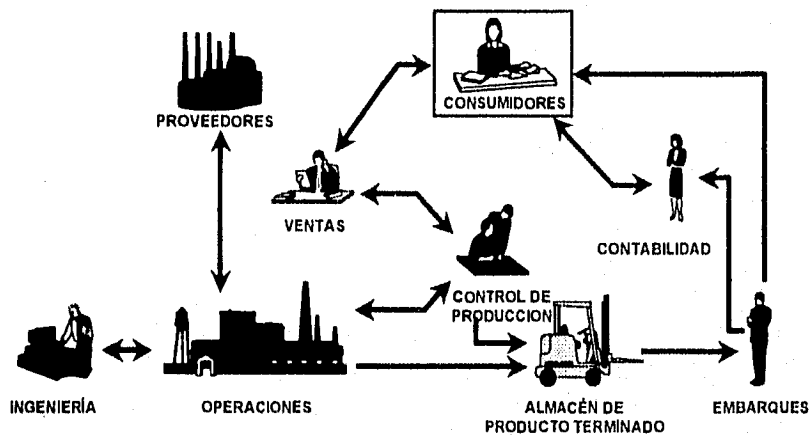 CONSUMIDORES
PROVEEDORES
VENTAS
CONTABILIDAD
CONTROL DE
PRODUCCION
INGENIERÍA
OPERACIONES
ALMACÉN DE
PRODUCTO TERMINADO
EMBARQUES